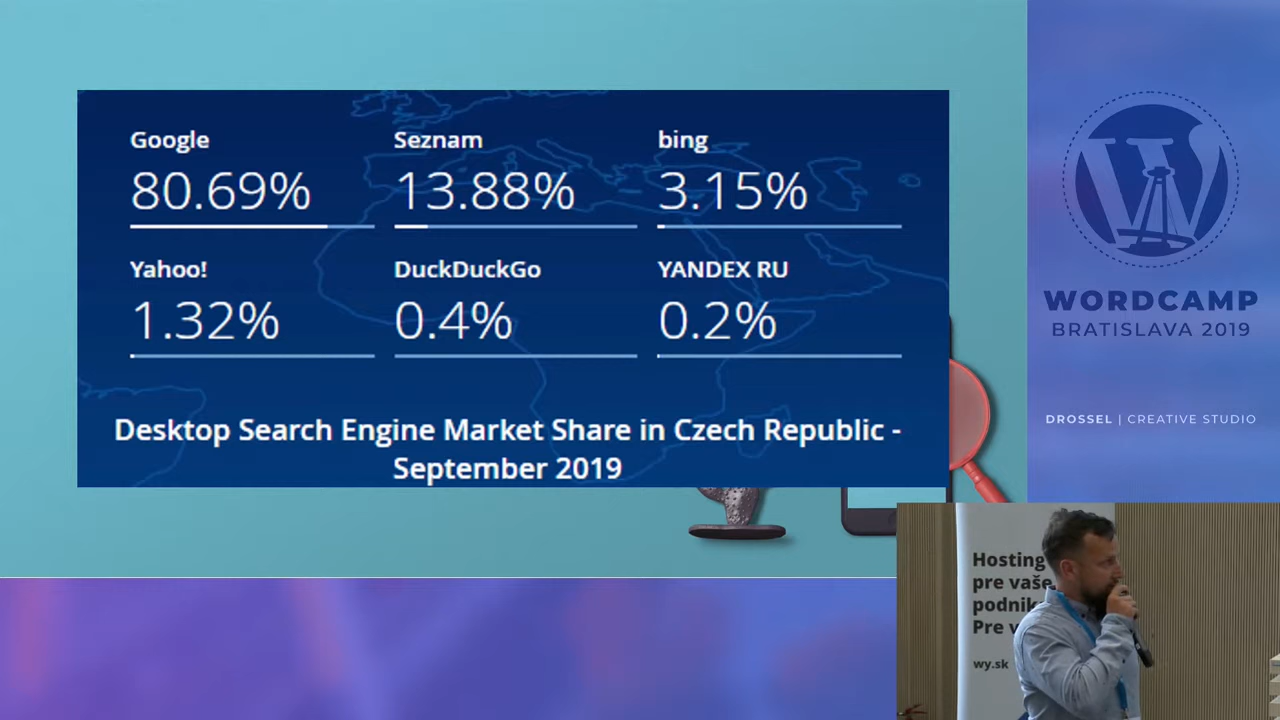 Google
80.69%
Seznam
13.88%
bing
3.15%
Yahoo!
1.32%
DuckDuckGo
0.4%
YANDEX RU
0.2%
Desktop Search Engine Market Share in Czech Republic -
September 2019
WORDCAMP
BRATISLAVA 2019
DROSSEL | CREATIVE STUDIO
Hosting
pre vaše
podnik
Pre v
wy.sk